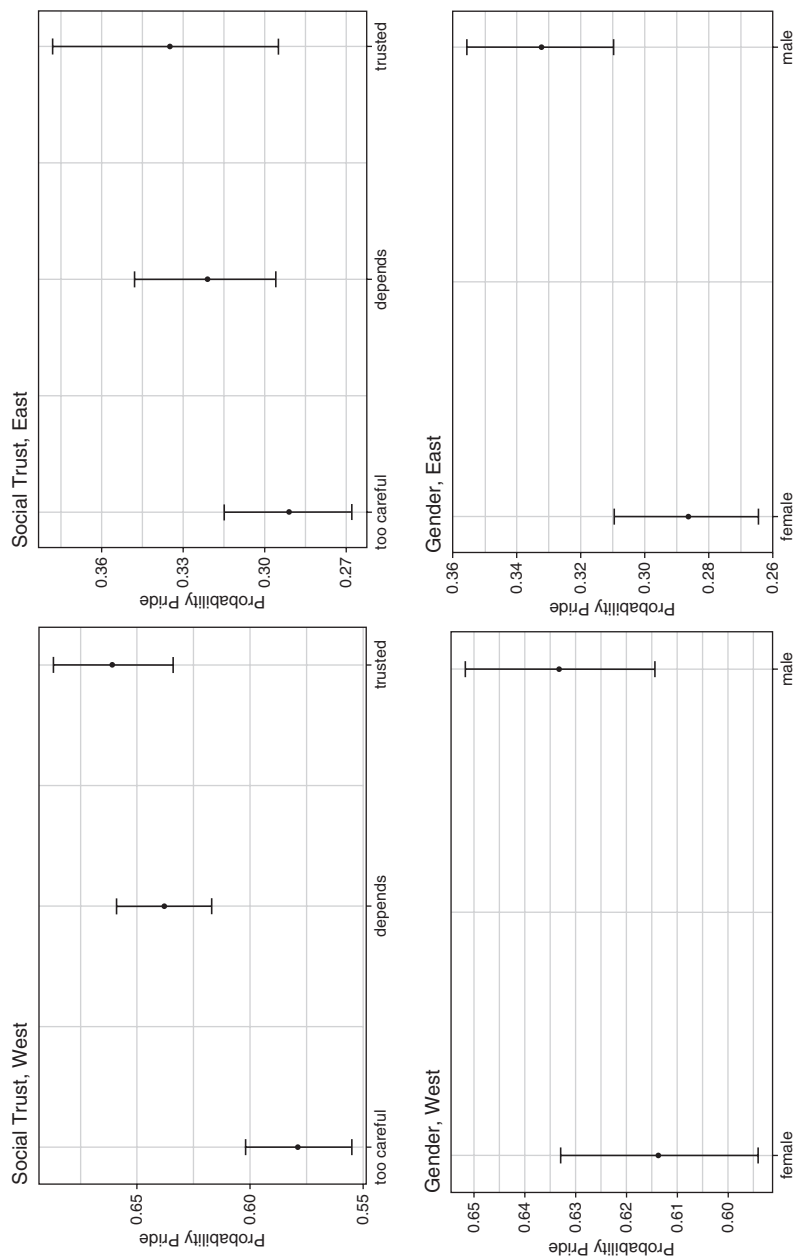 Social Trust, West
Probability Pride
0.65
0.60
0.55
too careful
depends
trusted
Social Trust, East
Probability Pride
0.36
0.33
0.30
0.27
too careful
depends
trusted
Gender, West
Probability Pride
0.65
0.64
0.63
0.62
0.61
0.60
female
male
Gender, East
Probability Pride
0.36
0.34
0.32
0.30
0.28
0.26
female
male